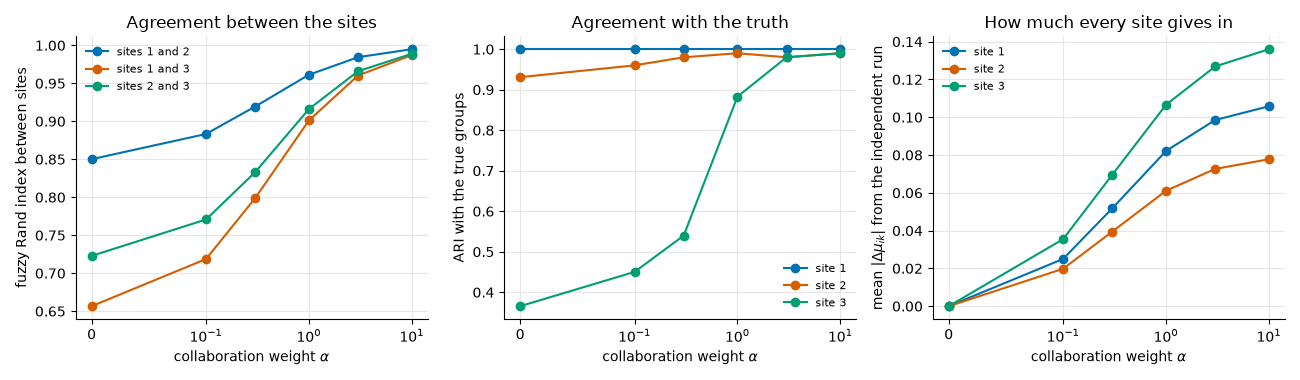 Agreement between the sites
fuzzy Rand index between sites
1.00
0.95
0.90
0.85
0.80
0.75
0.70
0.65
sites 1 and 2
sites 1 and 3
sites 2 and 3
0
10⁻¹
10⁰
10¹
collaboration weight α
Agreement with the truth
ARI with the true groups
1.0
0.9
0.8
0.7
0.6
0.5
0.4
site 1
site 2
site 3
0
10⁻¹
10⁰
10¹
collaboration weight α
How much every site gives in
mean |Δμᵢₖ| from the independent run
0.14
0.12
0.10
0.08
0.06
0.04
0.02
0.00
site 1
site 2
site 3
0
10⁻¹
10⁰
10¹
collaboration weight α